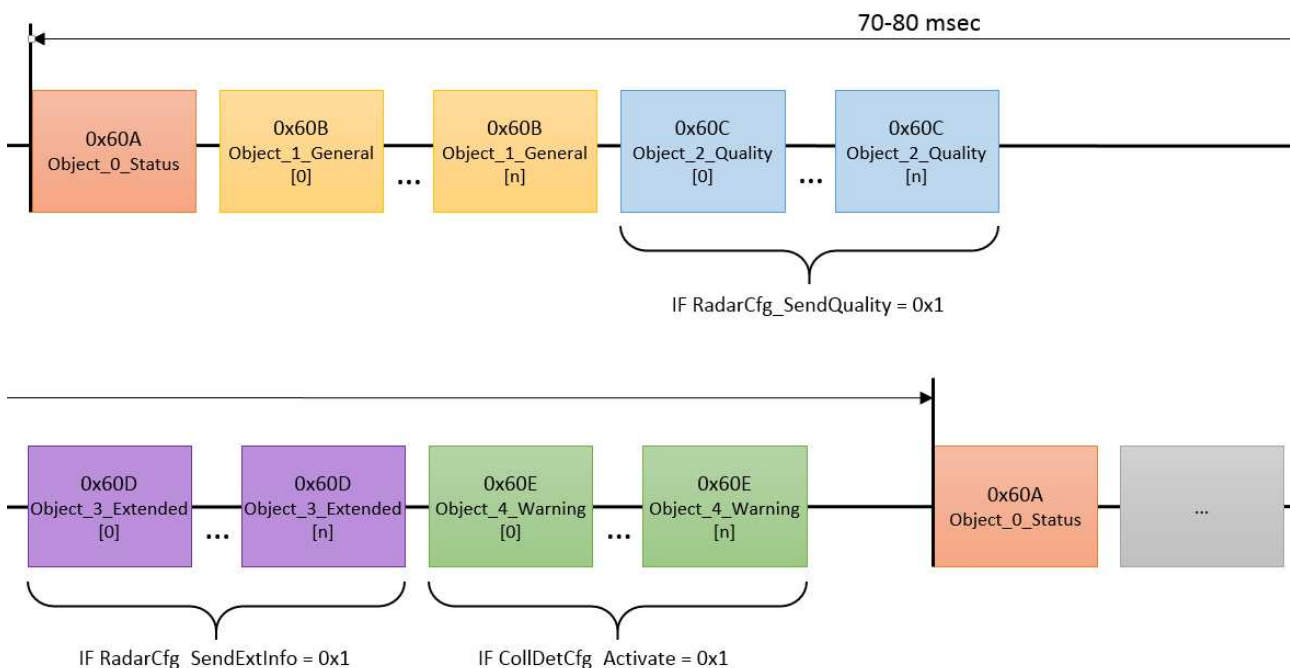 70-80 msec
0x60A
Object_0_Status
0x60B
Object_1_General
[0]
...
0x60B
Object_1_General
[n]
0x60C
Object_2_Quality
[0]
...
0x60C
Object_2_Quality
[n]
IF RadarCfg_SendQuality = 0x1
0x60D
Object_3_Extended
[0]
...
0x60D
Object_3_Extended
[n]
0x60E
Object_4_Warning
[0]
...
0x60E
Object_4_Warning
[n]
0x60A
Object_0_Status
...
IF RadarCfg_SendExtInfo = 0x1
IF CollDetCfg_Activate = 0x1